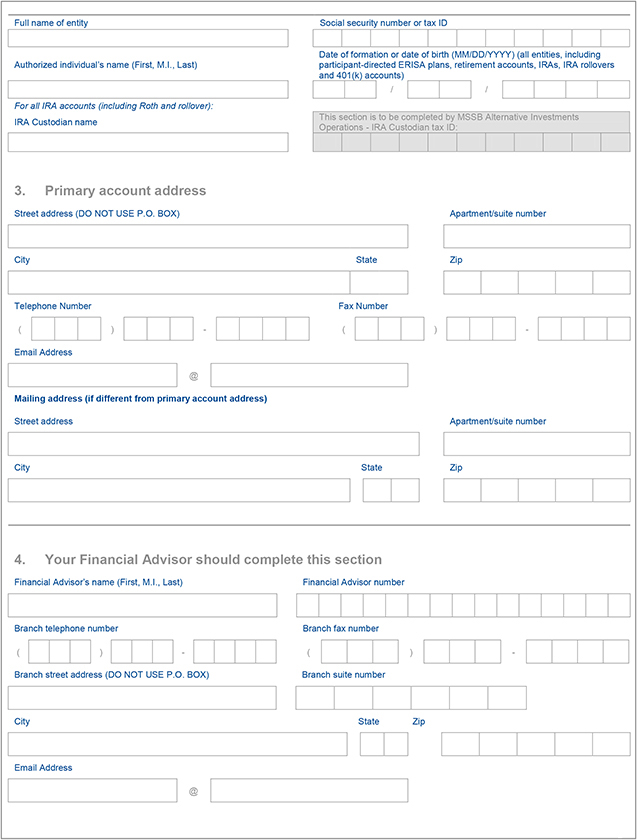 Full name of entity
Social security number or tax ID
Authorized individual's name (First, M.I., Last)
Date of formation or date of birth (MM/DD/YYYY) (all entities, including
participant-directed ERISA plans, retirement accounts, IRAs, IRA rollovers
and 401(k) accounts)
/ /
For all IRA accounts (including Roth and rollover):
IRA Custodian name
This section is to be completed by MSSB Alternative Investments
Operations - IRA Custodian tax ID:
3. Primary account address
Street address (DO NOT USE P.O. BOX) Apartment/suite number
City State Zip
Telephone Number Fax Number
( ) - ( ) -
Email Address
@
Mailing address (if different from primary account address)
Street address Apartment/suite number
City State Zip
4. Your Financial Advisor should complete this section
Financial Advisor's name (First, M.I., Last) Financial Advisor number
Branch telephone number Branch fax number
( ) - ( ) -
Branch street address (DO NOT USE P.O. BOX) Branch suite number
City State Zip
Email Address
@